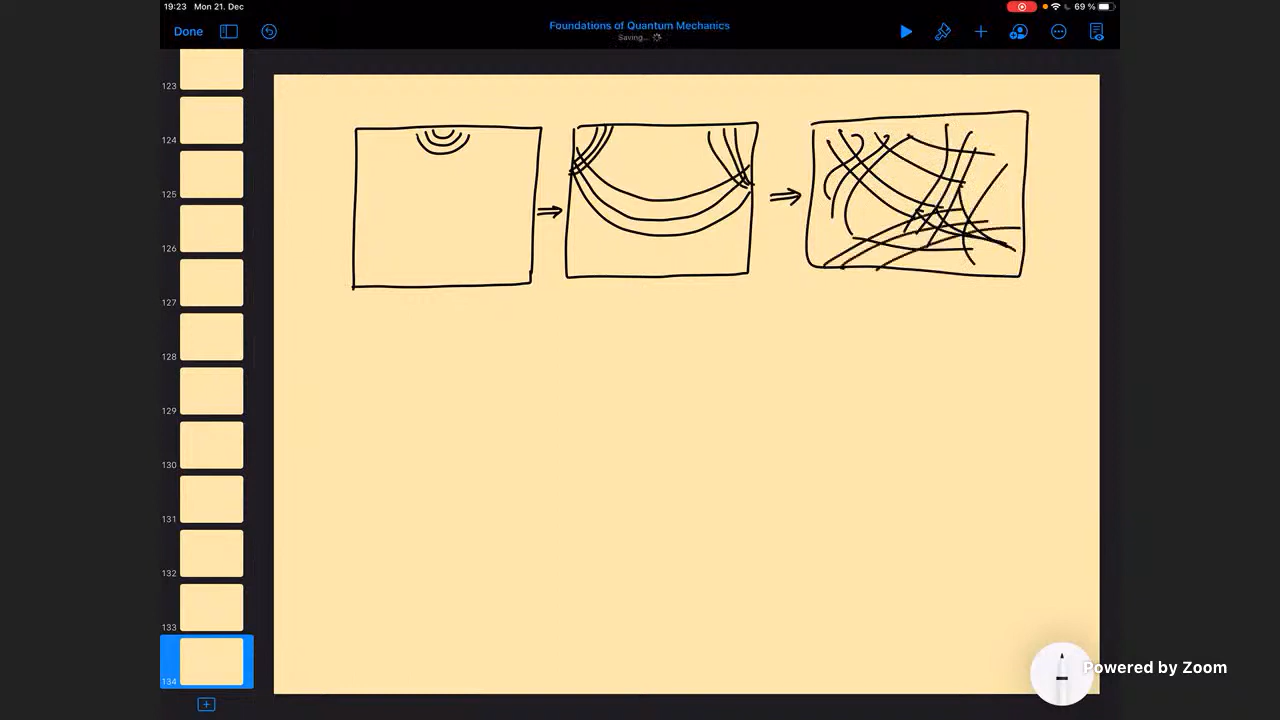 19:23 Mon 21. Dec
69 %
Done
Foundations of Quantum Mechanics
Saving...
123
124
125
126
127
128
129
130
131
132
133
134
Powered by Zoom